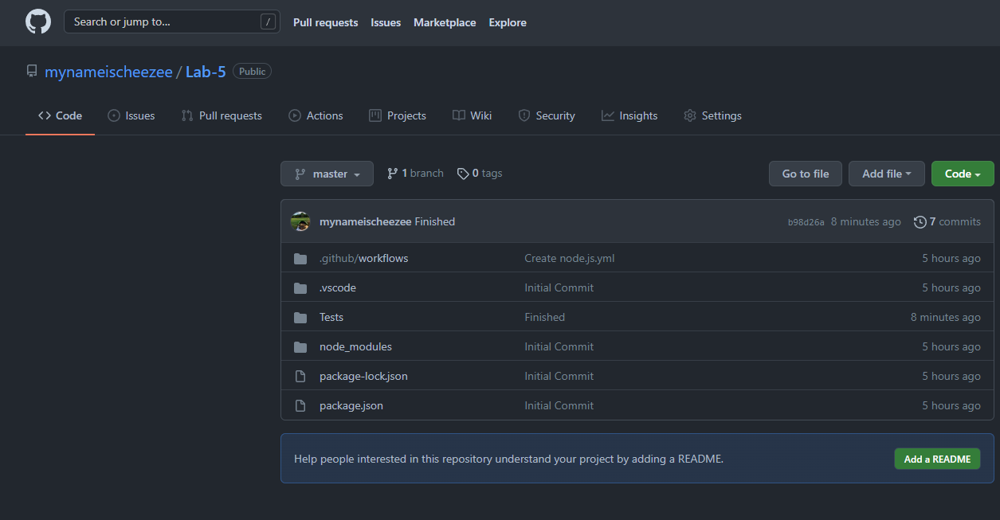 Search or jump to... /
Pull requests Issues Marketplace Explore
mynameischeezee / Lab-5 Public
Code Issues Pull requests Actions Projects Wiki Security Insights Settings
master 1 branch 0 tags Go to file Add file Code
mynameischeezee Finished b98d26a 8 minutes ago 7 commits
.github/workflows Create node.js.yml 5 hours ago
.vscode Initial Commit 5 hours ago
Tests Finished 8 minutes ago
node_modules Initial Commit 5 hours ago
package-lock.json Initial Commit 5 hours ago
package.json Initial Commit 5 hours ago
Help people interested in this repository understand your project by adding a README. Add a README